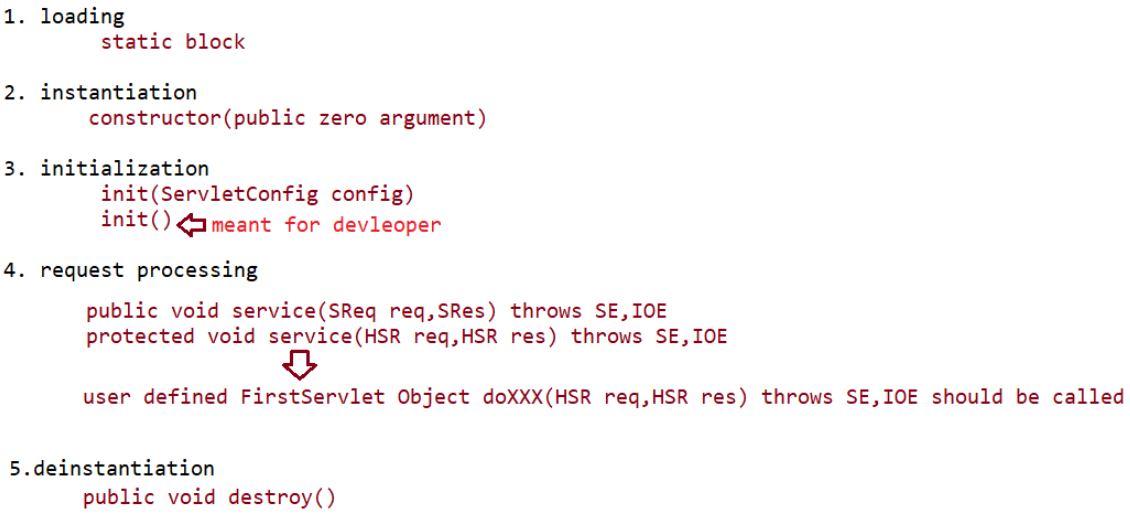 1. loading
static block
2. instantiation
constructor(public zero argument)
3. initialization
init(ServletConfig config)
init() meant for devleoper
4. request processing
public void service(SReq req,SRes) throws SE,IOE
protected void service(HSR req,HSR res) throws SE,IOE
user defined FirstServlet Object doXXX(HSR req,HSR res) throws SE,IOE should be called
5.deinstantiation
public void destroy()